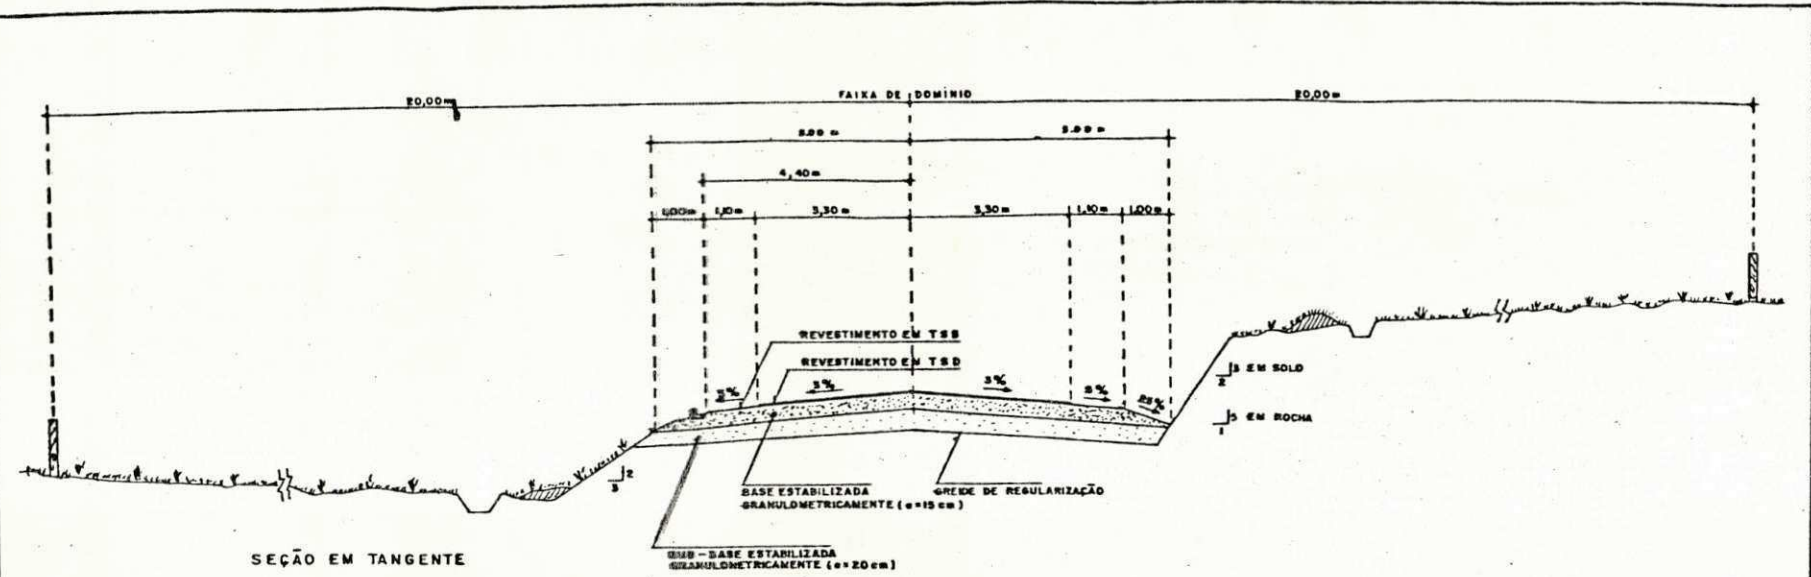 20,00m FAIXA DE DOMÍNIO 20,00m
4,40m
1,00m 1,10m 3,30m 3,30m 1,10m 1,00m
REVESTIMENTO EM TSS
REVESTIMENTO EM TSD
3% 3% 25%
3 EM SOLO
2
3 EM ROCHA
1
2
3
BASE ESTABILIZADA
GRANULOMETRICAMENTE (e=15cm)
GREIDE DE REGULARIZAÇÃO
SUB-BASE ESTABILIZADA
GRANULOMETRICAMENTE (e=20cm)
SEÇÃO EM TANGENTE